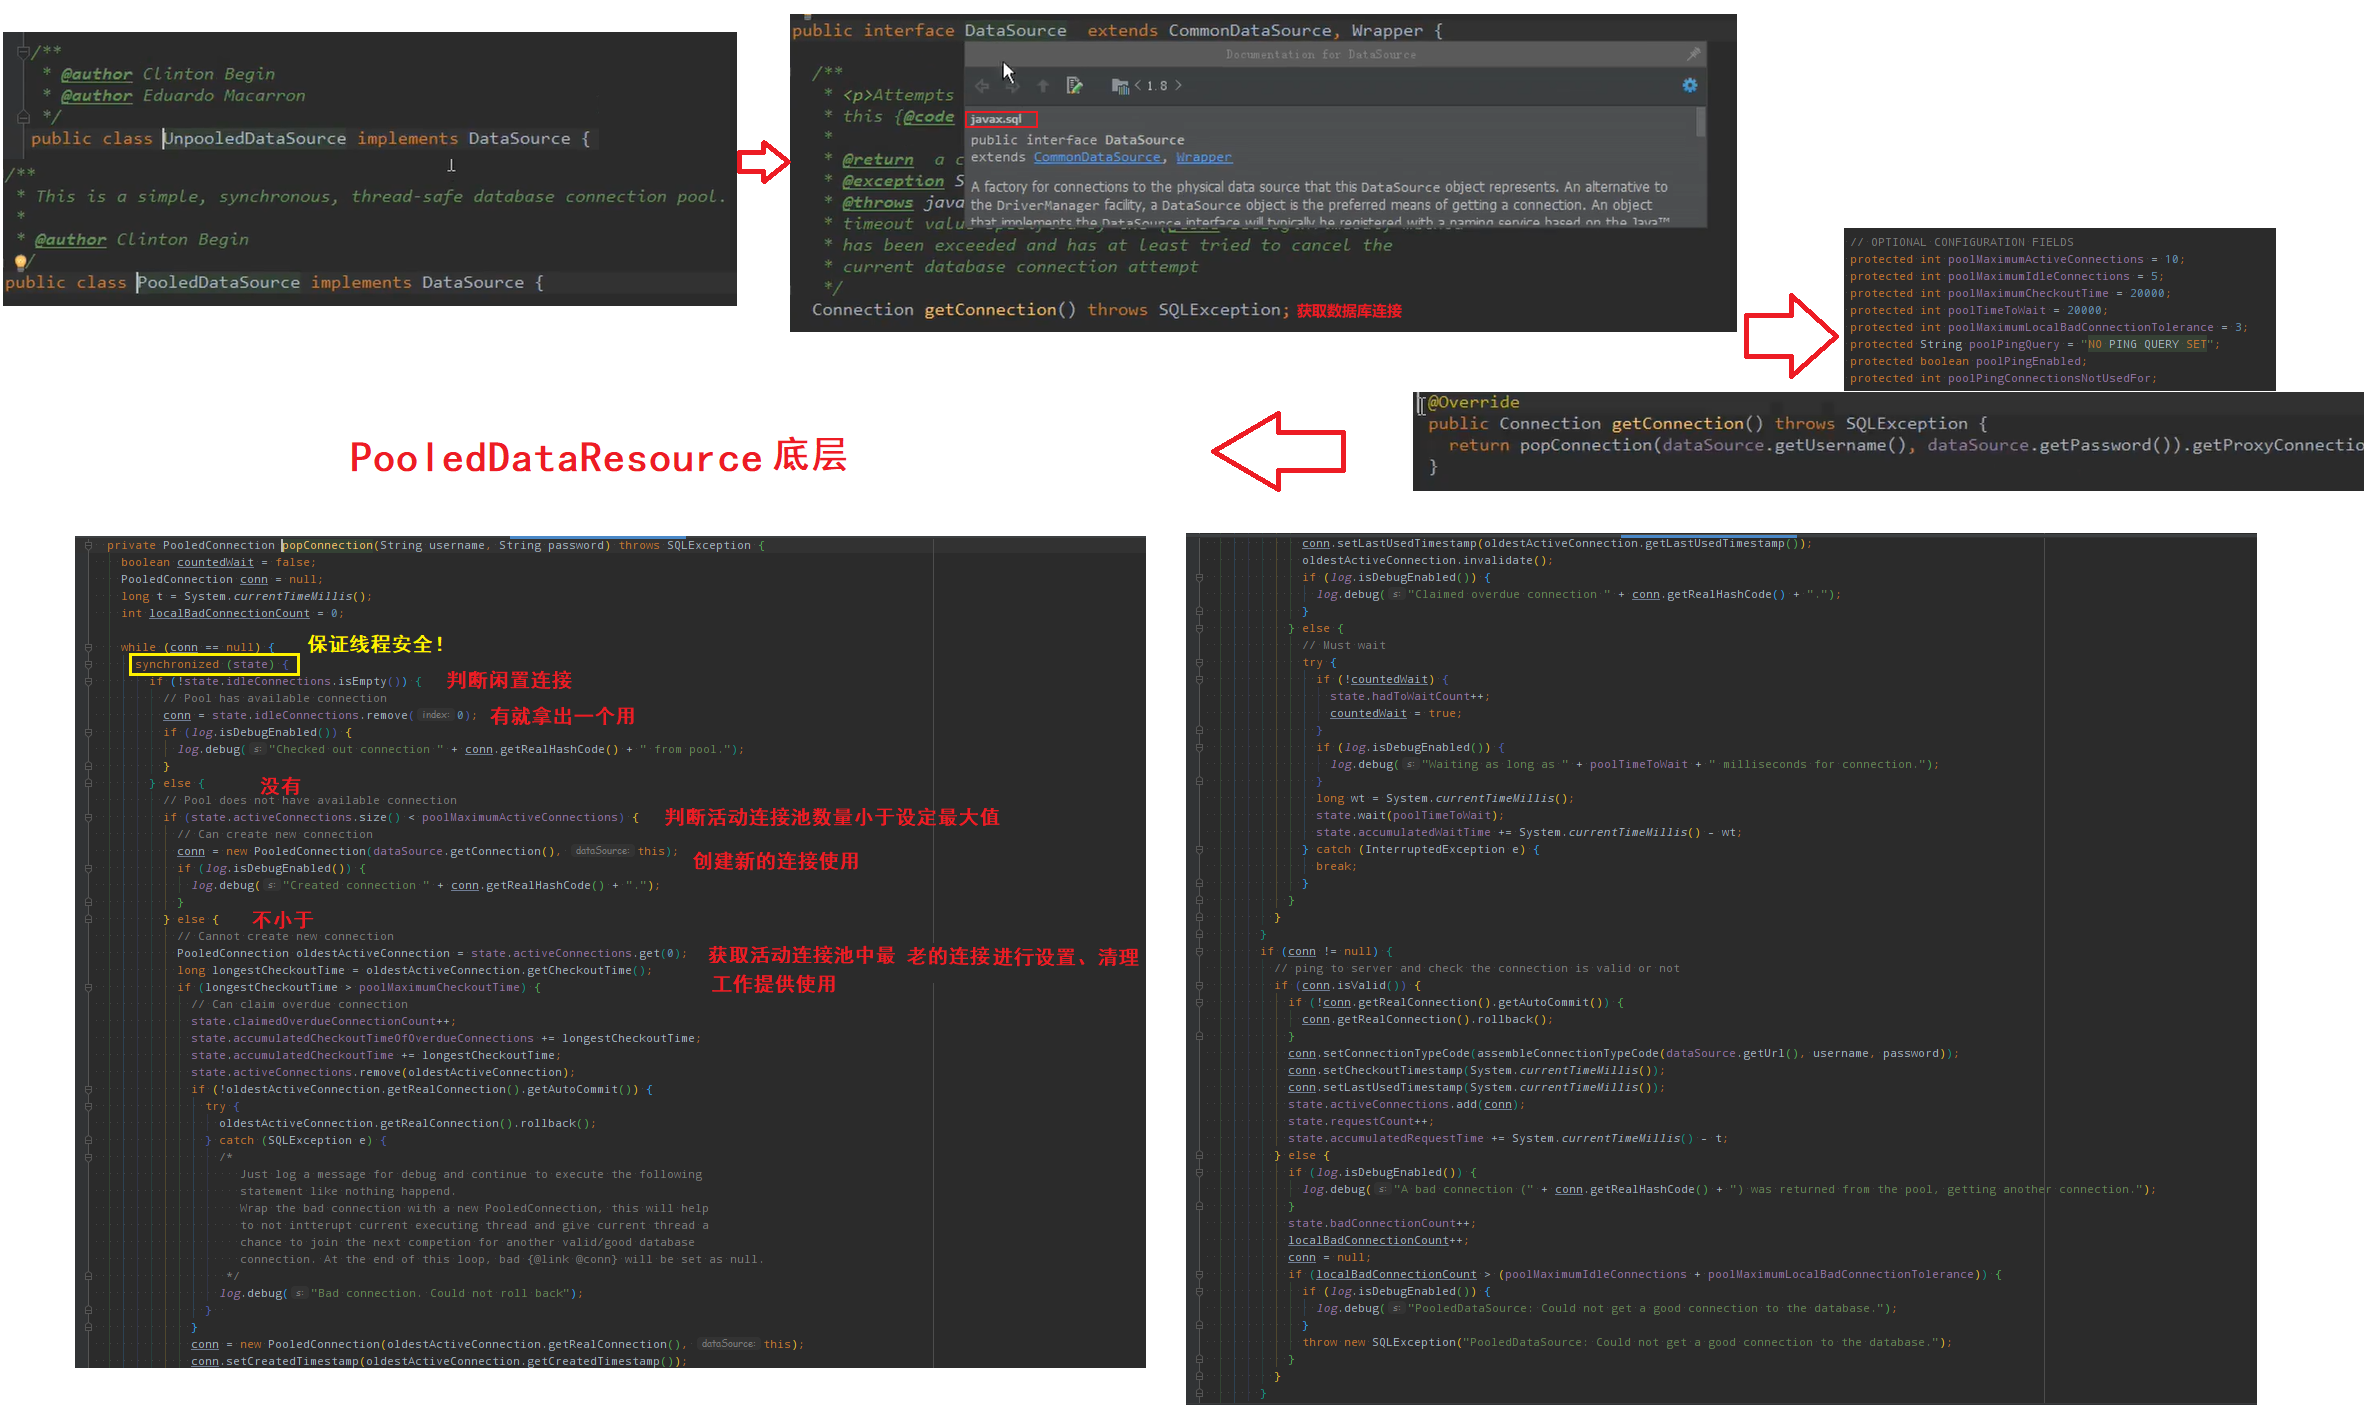 /**
* @author Clinton Begin
* @author Eduardo Macarron
*/
public class UnpooledDataSource implements DataSource {
/**
* This is a simple, synchronous, thread-safe database connection pool.
*
* @author Clinton Begin
*/
public class PooledDataSource implements DataSource {
public interface DataSource extends CommonDataSource, Wrapper {
Documentation for DataSource
/**
* <p>Attempts
* this {@code
*
* @return a c
* @exception S
* @throws java
< 1.8 >
javax.sql
public interface DataSource
extends CommonDataSource, Wrapper
A factory for connections to the physical data source that this DataSource object represents. An alternative to
the DriverManager facility, a DataSource object is the preferred means of getting a connection. An object
that implements the DataSource interface will typically be registered with a naming service based on the Java™
* has been exceeded and has at least tried to cancel the
* current database connection attempt
*/
Connection getConnection() throws SQLException; 获取数据库连接
// OPTIONAL CONFIGURATION FIELDS
protected int poolMaximumActiveConnections = 10;
protected int poolMaximumIdleConnections = 5;
protected int poolMaximumCheckoutTime = 20000;
protected int poolTimeToWait = 20000;
protected int poolMaximumLocalBadConnectionTolerance = 3;
protected String poolPingQuery = "NO PING QUERY SET";
protected boolean poolPingEnabled;
protected int poolPingConnectionsNotUsedFor;
@Override
public Connection getConnection() throws SQLException {
return popConnection(dataSource.getUsername(), dataSource.getPassword()).getProxyConnectio
}
PooledDataResource 底层
private PooledConnection popConnection(String username, String password) throws SQLException {
boolean countedWait = false;
PooledConnection conn = null;
long t = System.currentTimeMillis();
int localBadConnectionCount = 0;
while (conn == null) { 保证线程安全！
synchronized (state) {
if (!state.idleConnections.isEmpty()) { 判断闲置连接
// Pool has available connection
conn = state.idleConnections.remove( index: 0); 有就拿出一个用
if (log.isDebugEnabled()) {
log.debug( s: "Checked out connection " + conn.getRealHashCode() + " from pool.");
}
} else { 没有
// Pool does not have available connection
if (state.activeConnections.size() < poolMaximumActiveConnections) { 判断活动连接池数量小于设定最大值
// Can create new connection
conn = new PooledConnection(dataSource.getConnection(), dataSource: this); 创建新的连接使用
if (log.isDebugEnabled()) {
log.debug( s: "Created connection " + conn.getRealHashCode() + ".");
}
} else { 不小于
// Cannot create new connection
PooledConnection oldestActiveConnection = state.activeConnections.get(0); 获取活动连接池中最 老的连接进行设置、清理
long longestCheckoutTime = oldestActiveConnection.getCheckoutTime(); 工作提供使用
if (longestCheckoutTime > poolMaximumCheckoutTime) {
// Can claim overdue connection
state.claimedOverdueConnectionCount++;
state.accumulatedCheckoutTimeOfOverdueConnections += longestCheckoutTime;
state.accumulatedCheckoutTime += longestCheckoutTime;
state.activeConnections.remove(oldestActiveConnection);
if (!oldestActiveConnection.getRealConnection().getAutoCommit()) {
try {
oldestActiveConnection.getRealConnection().rollback();
} catch (SQLException e) {
/*
Just log a message for debug and continue to execute the following
statement like nothing happend.
Wrap the bad connection with a new PooledConnection, this will help
to not intterupt current executing thread and give current thread a
chance to join the next competion for another valid/good database
connection. At the end of this loop, bad {@link @conn} will be set as null.
*/
log.debug( s: "Bad connection. Could not roll back");
}
}
conn = new PooledConnection(oldestActiveConnection.getRealConnection(), dataSource: this);
conn.setCreatedTimestamp(oldestActiveConnection.getCreatedTimestamp());
conn.setLastUsedTimestamp(oldestActiveConnection.getLastUsedTimestamp());
oldestActiveConnection.invalidate();
if (log.isDebugEnabled()) {
log.debug( s: "Claimed overdue connection " + conn.getRealHashCode() + ".");
}
} else {
// Must wait
try {
if (!countedWait) {
state.hadToWaitCount++;
countedWait = true;
}
if (log.isDebugEnabled()) {
log.debug( s: "Waiting as long as " + poolTimeToWait + " milliseconds for connection.");
}
long wt = System.currentTimeMillis();
state.wait(poolTimeToWait);
state.accumulatedWaitTime += System.currentTimeMillis() - wt;
} catch (InterruptedException e) {
break;
}
}
}
}
if (conn != null) {
// ping to server and check the connection is valid or not
if (conn.isValid()) {
if (!conn.getRealConnection().getAutoCommit()) {
conn.getRealConnection().rollback();
}
conn.setConnectionTypeCode(assembleConnectionTypeCode(dataSource.getUrl(), username, password));
conn.setCheckoutTimestamp(System.currentTimeMillis());
conn.setLastUsedTimestamp(System.currentTimeMillis());
state.activeConnections.add(conn);
state.requestCount++;
state.accumulatedRequestTime += System.currentTimeMillis() - t;
} else {
if (log.isDebugEnabled()) {
log.debug( s: "A bad connection (" + conn.getRealHashCode() + ") was returned from the pool, getting another connection.");
}
state.badConnectionCount++;
localBadConnectionCount++;
conn = null;
if (localBadConnectionCount > (poolMaximumIdleConnections + poolMaximumLocalBadConnectionTolerance)) {
if (log.isDebugEnabled()) {
log.debug( s: "PooledDataSource: Could not get a good connection to the database.");
}
throw new SQLException("PooledDataSource: Could not get a good connection to the database.");
}
}
}